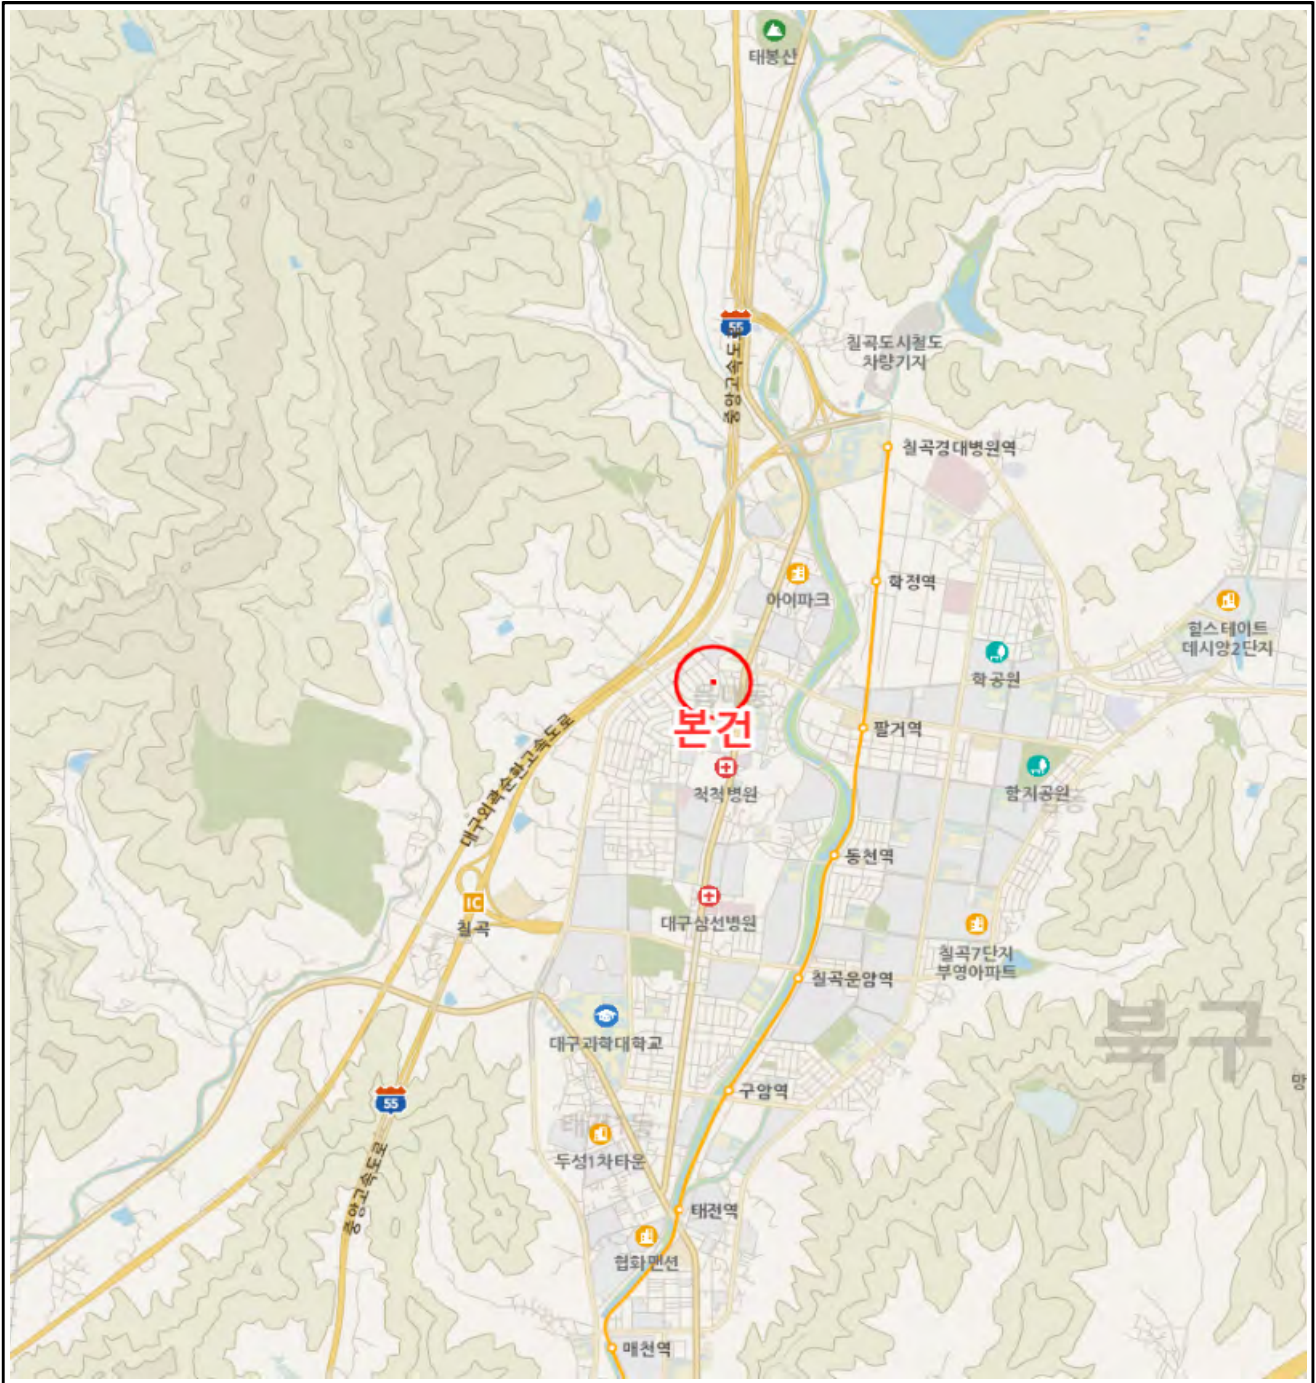 태봉산
55
중앙고속도로
칠곡도시철도
차량기지
칠곡경대병원역
학정역
아이파크
힐스테이트
데시앙2단지
학공원
본건
팔거역
척척병원
함지공원
대구외곽순환고속도로
동천역
IC
칠곡
대구삼선병원
칠곡7단지
부영아파트
칠곡운암역
대구과학대학교
북구
구암역
망
55
두성1차타운
중앙고속도로
태전역
협화맨션
매천역